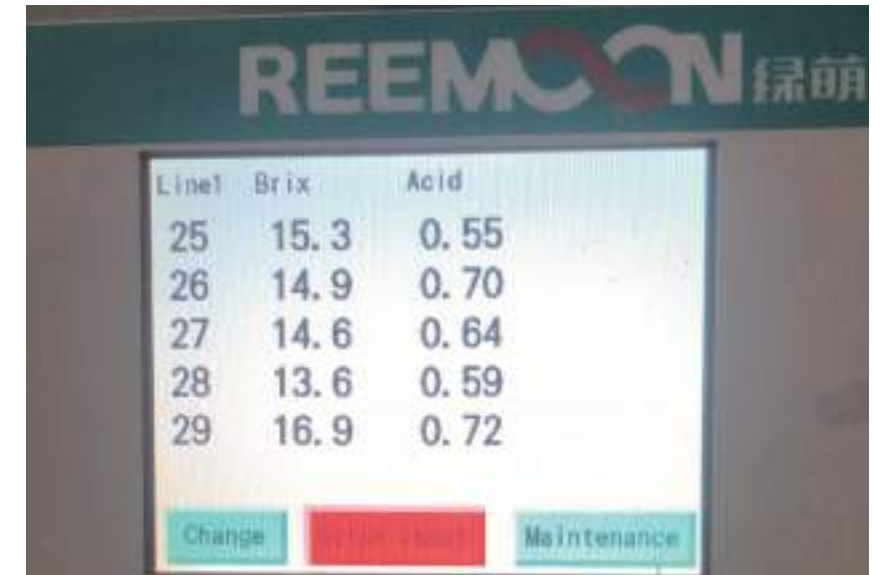 REEMOON 绿萌
Line1 Brix Acid
25 15.3 0.55
26 14.9 0.70
27 14.6 0.64
28 13.6 0.59
29 16.9 0.72
Change Maintenance